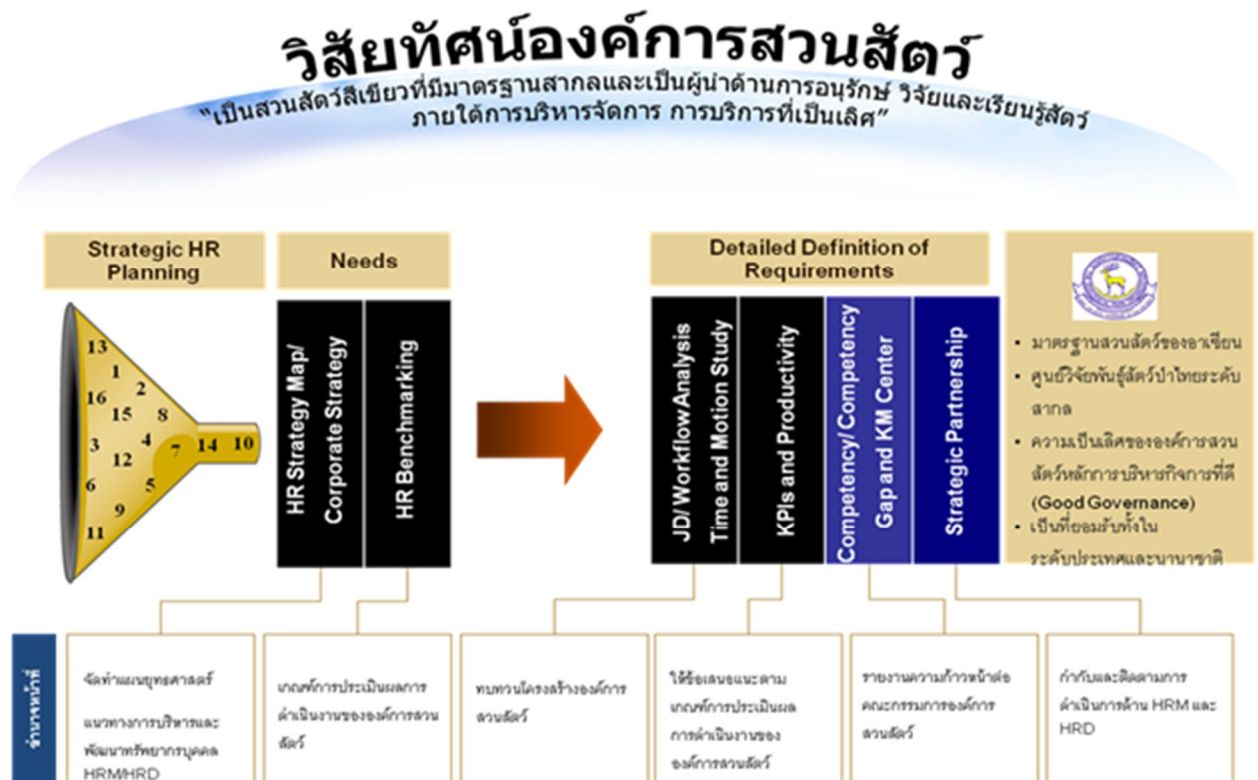 วิสัยทัศน์องค์การสวนสัตว์
"เป็นสวนสัตว์สีเขียวที่มีมาตรฐานสากลและเป็นผู้นำด้านการอนุรักษ์ วิจัยและเรียนรู้สัตว์
ภายใต้การบริหารจัดการ การบริการที่เป็นเลิศ"
Strategic HR
Planning
Needs
Detailed Definition of
Requirements
13
1
16
2
15
8
3
4
7
14
10
12
6
5
9
11
HR Strategy Map/
Corporate Strategy
HR Benchmarking
JD/ Workflow Analysis
Time and Motion Study
KPIs and Productivity
Competency/ Competency
Gap and KM Center
Strategic Partnership
• มาตรฐานสวนสัตว์ของอาเซียน
• ศูนย์วิจัยพันธุ์สัตว์ป่าไทยระดับ
สากล
• ความเป็นเลิศขององค์การสวน
สัตว์หลักการบริหารกิจการที่ดี
(Good Governance)
• เป็นที่ยอมรับทั้งใน
ระดับประเทศและนานาชาติ
อำนาจหน้าที่
จัดทำแผนยุทธศาสตร์
แนวทางการบริหารและ
พัฒนาทรัพยากรบุคคล
HRM/HRD
เกณฑ์การประเมินผลการ
ดำเนินงานขององค์การสวน
สัตว์
ทบทวนโครงสร้างองค์การ
สวนสัตว์
ให้ข้อเสนอแนะตาม
เกณฑ์การประเมินผล
การดำเนินงานของ
องค์การสวนสัตว์
รายงานความก้าวหน้าต่อ
คณะกรรมการองค์การ
สวนสัตว์
กำกับและติดตามการ
ดำเนินการด้าน HRM และ
HRD